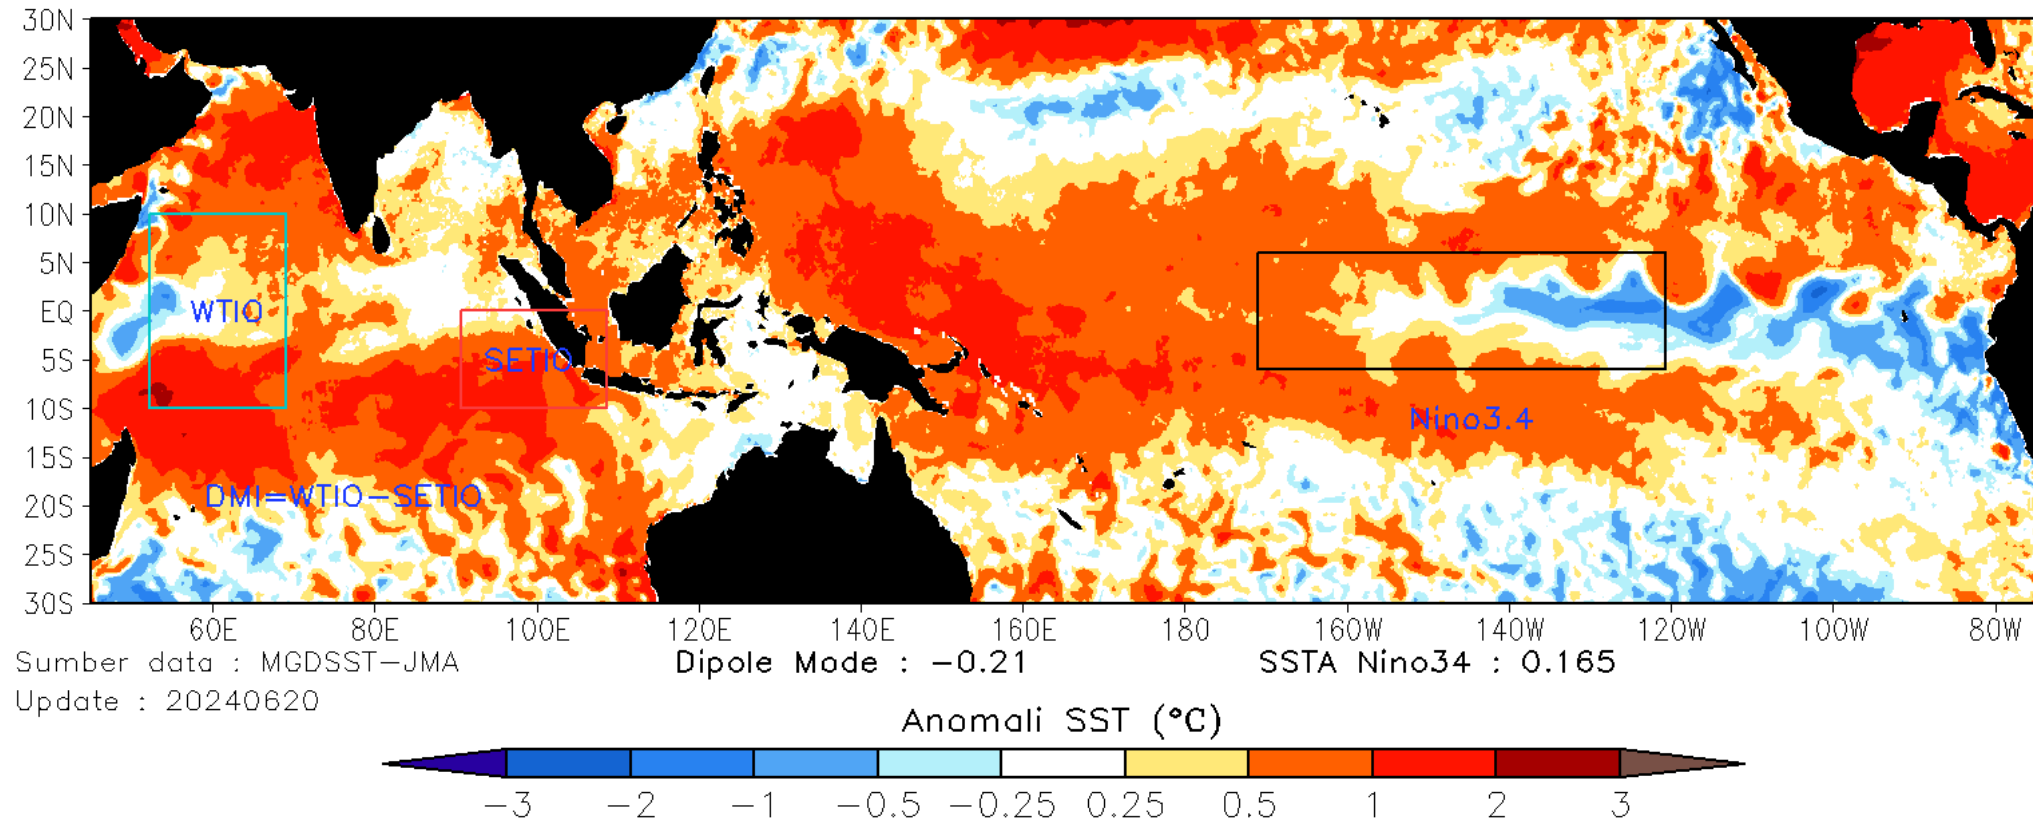 30N
25N
20N
15N
10N
5N
EQ
5S
10S
15S
20S
25S
30S
WTIO
SETIO
Nino3.4
DMI=WTIO-SETIO
60E 80E 100E 120E 140E 160E 180 160W 140W 120W 100W 80W
Sumber data : MGDSST-JMA Dipole Mode : -0.21 SSTA Nino34 : 0.165
Update : 20240620
Anomali SST (°C)
-3 -2 -1 -0.5 -0.25 0.25 0.5 1 2 3